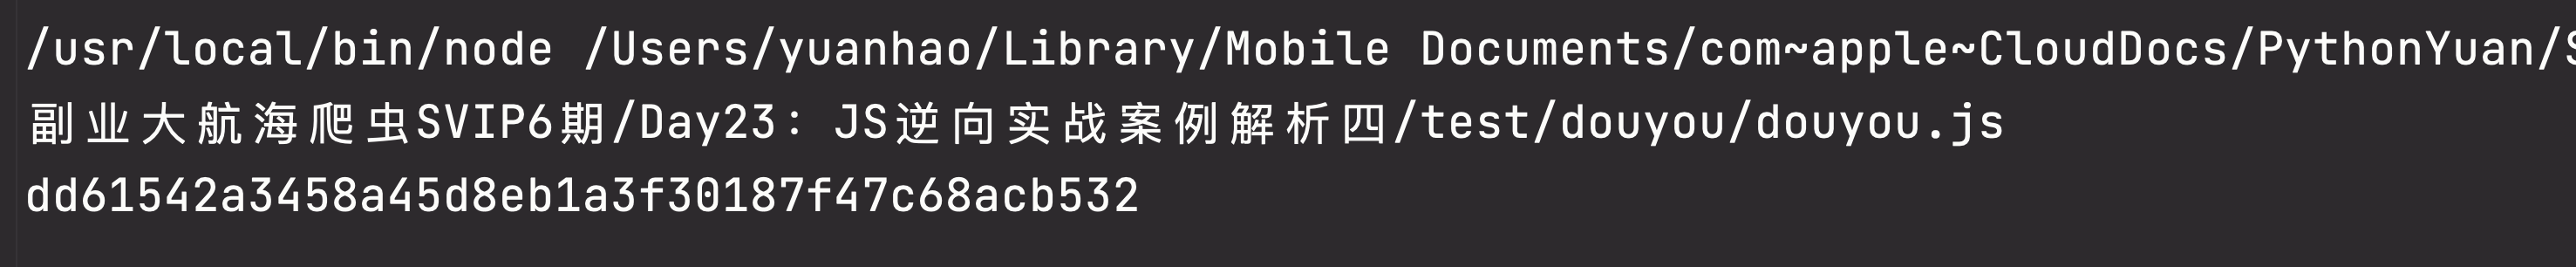 /usr/local/bin/node /Users/yuanhao/Library/Mobile Documents/com~apple~CloudDocs/PythonYuan/S
副业大航海爬虫SVIP6期/Day23：JS逆向实战案例解析四/test/douyou/douyou.js
dd61542a3458a45d8eb1a3f30187f47c68acb532